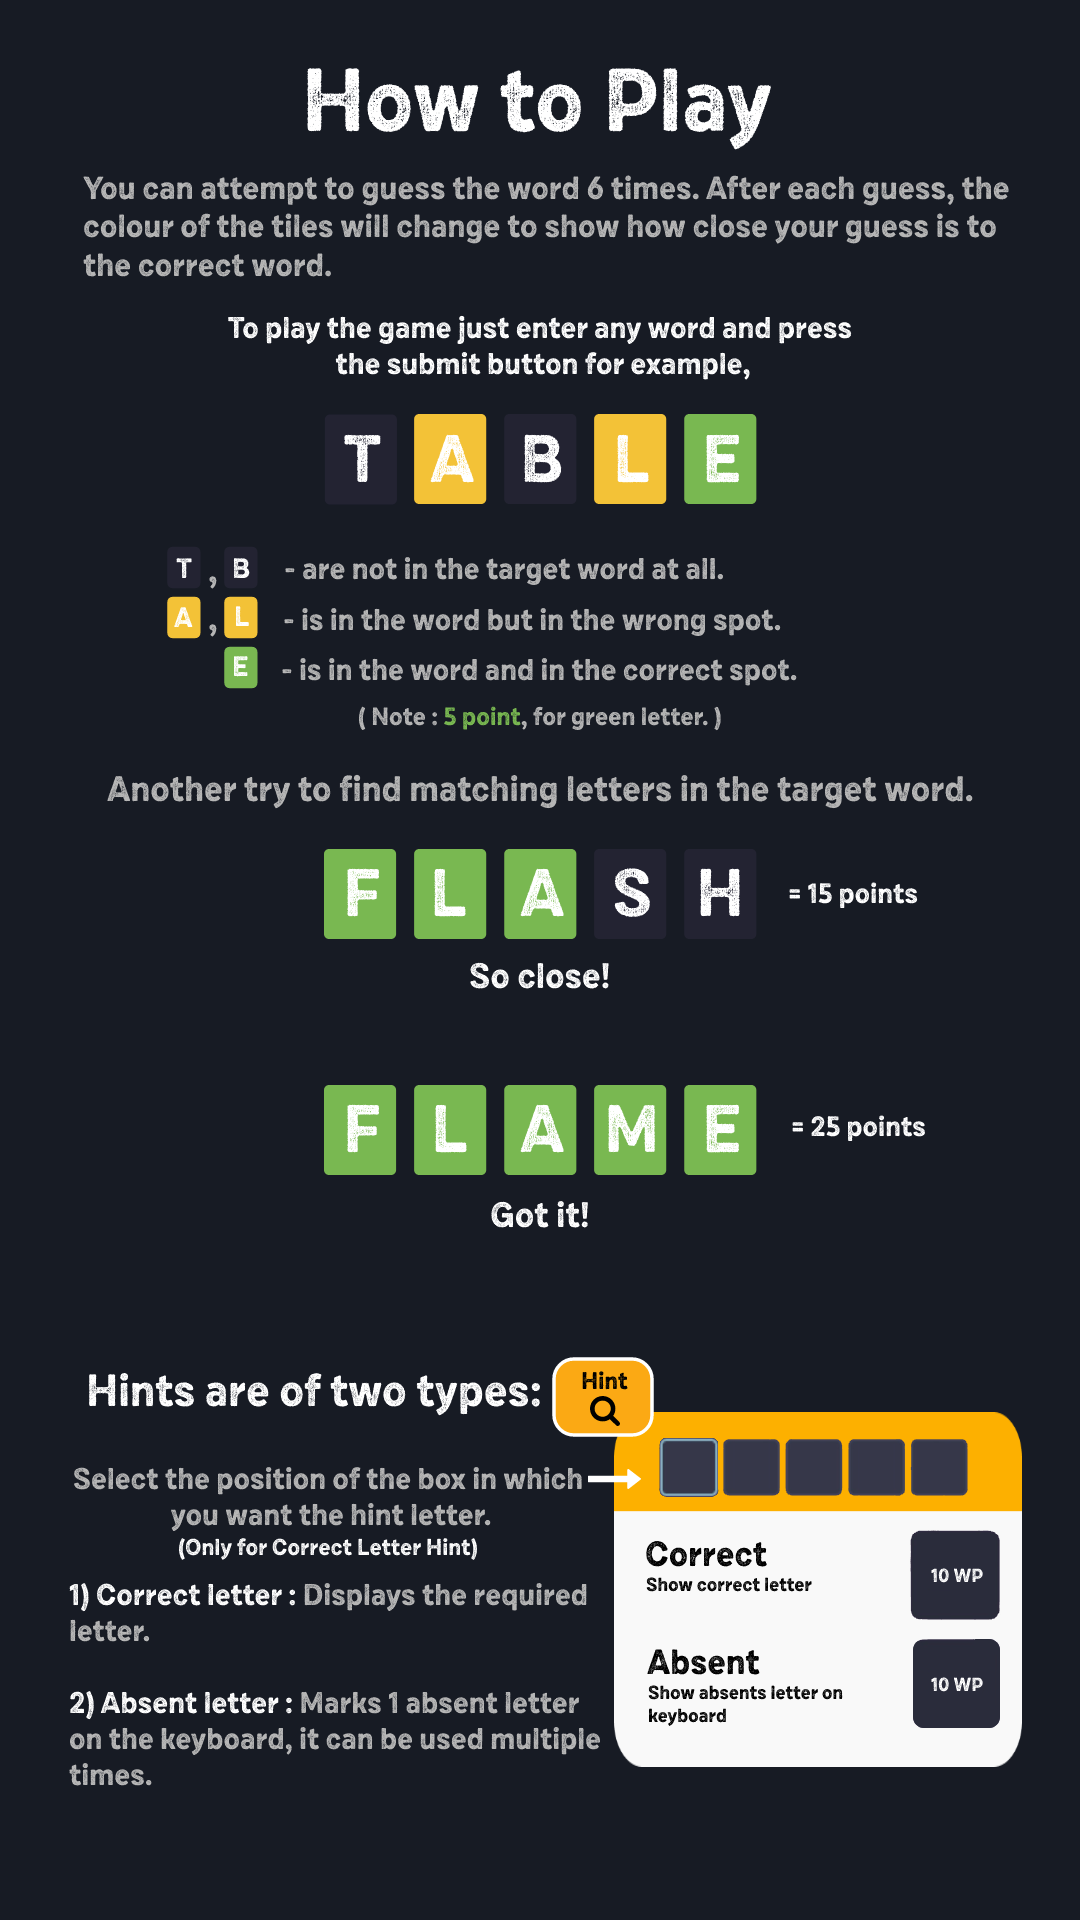 How to Play
You can attempt to guess the word 6 times. After each guess, the
colour of the tiles will change to show how close your guess is to
the correct word.
To play the game just enter any word and press
the submit button for example,
T A B L E
T , B - are not in the target word at all.
A , L - is in the word but in the wrong spot.
E - is in the word and in the correct spot.
( Note : 5 point, for green letter. )
Another try to find matching letters in the target word.
F L A S H = 15 points
So close!
F L A M E = 25 points
Got it!
Hints are of two types:
Hint
Select the position of the box in which
you want the hint letter.
(Only for Correct Letter Hint)
1) Correct letter : Displays the required
letter.
2) Absent letter : Marks 1 absent letter
on the keyboard, it can be used multiple
times.
Correct
Show correct letter
10 WP
Absent
Show absents letter on
keyboard
10 WP